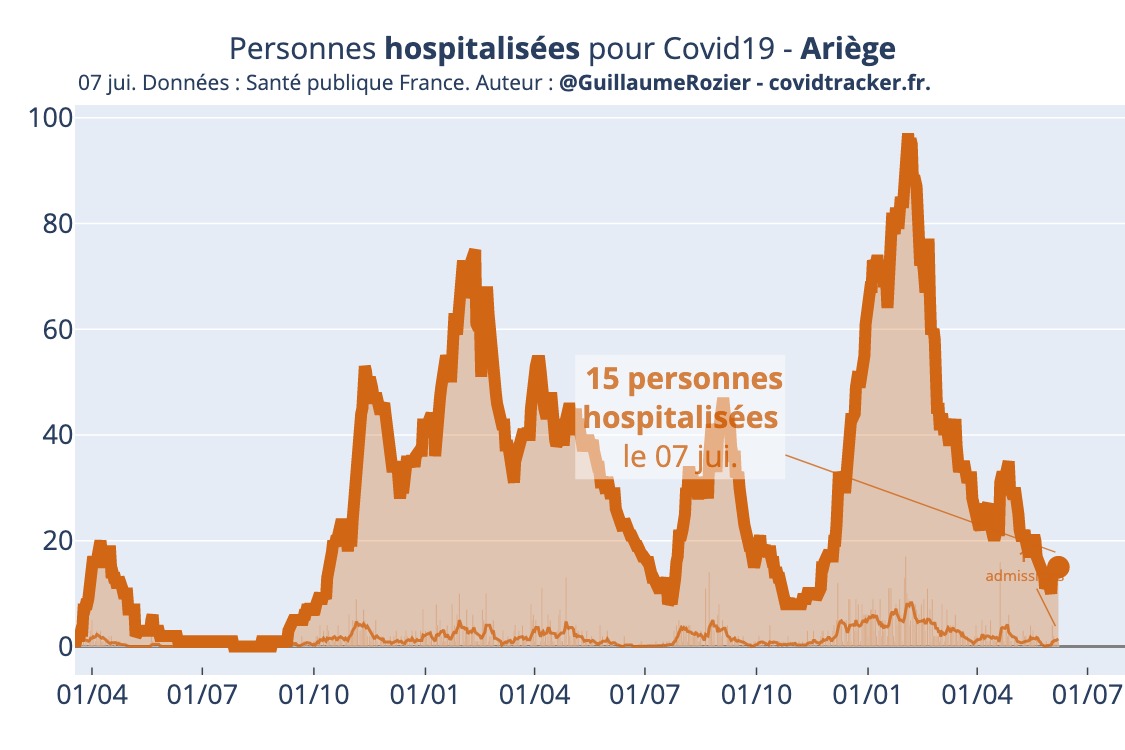 Personnes hospitalisées pour Covid19 - Ariège
07 jui. Données : Santé publique France. Auteur : @GuillaumeRozier - covidtracker.fr.
100
80
60
40
20
0
15 personnes
hospitalisées
le 07 jui.
01/04 01/07 01/10 01/01 01/04 01/07 01/10 01/01 01/04 01/07